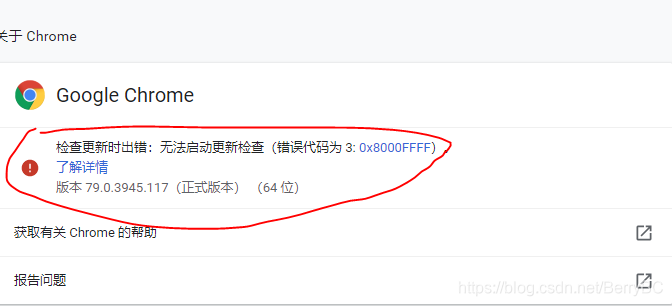 关于 Chrome
Google Chrome
检查更新时出错：无法启动更新检查（错误代码为 3: 0x8000FFFF）
了解详情
版本 79.0.3945.117（正式版本） （64 位）
获取有关 Chrome 的帮助
报告问题
https://blog.csdn.net/BerryBC